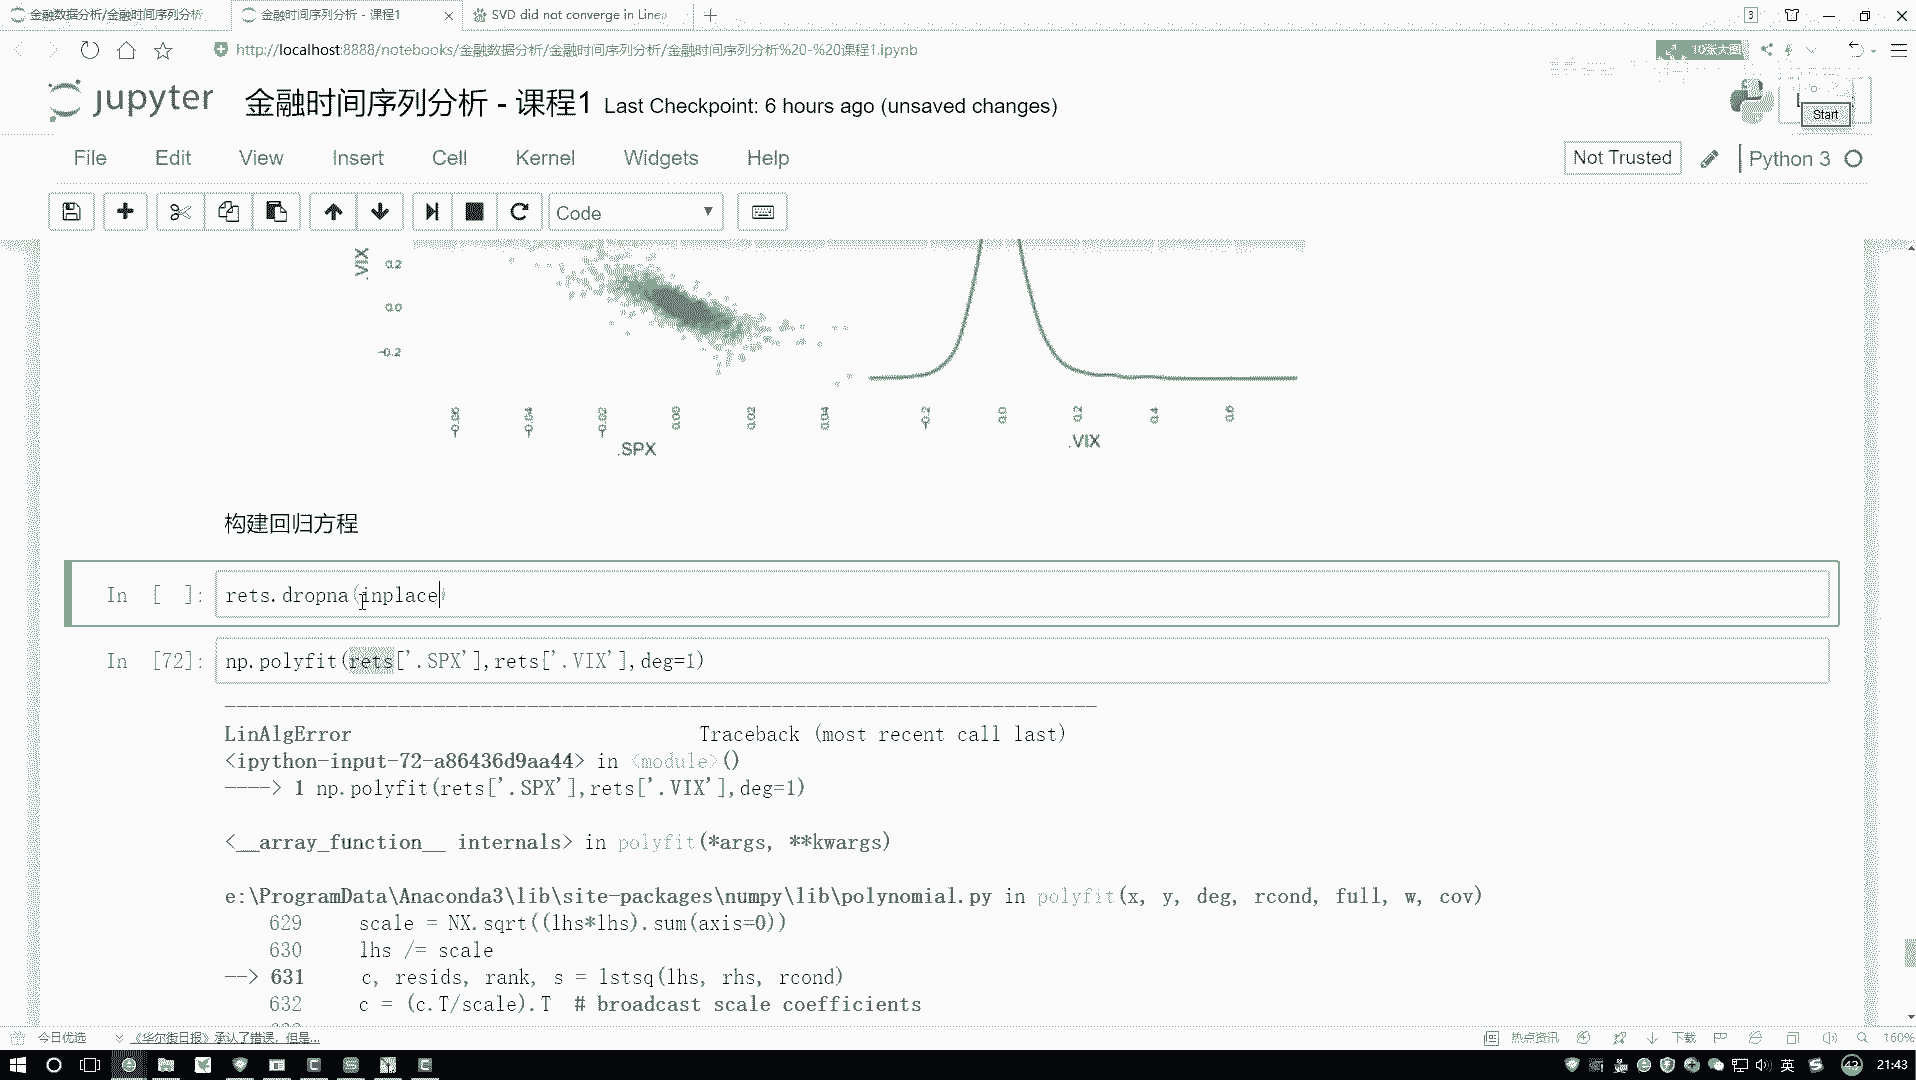 金融数据分析/金融时间序列分析
金融时间序列分析 - 课程1
SVD did not converge in Linea
3
http://localhost:8888/notebooks/金融数据分析/金融时间序列分析/金融时间序列分析%20-%20课程1.ipynb
10张大图
jupyter 金融时间序列分析 - 课程1 Last Checkpoint: 6 hours ago (unsaved changes)
Start
File Edit View Insert Cell Kernel Widgets Help
Not Trusted
Python 3
Code
.VIX
0.2
0.0
-0.2
-0.06 -0.04 -0.02 0.00 0.02 0.04
.SPX
-0.2 0.0 0.2 0.4 0.6
.VIX
构建回归方程
In [ ]: rets.dropna(inplace)
In [72]: np.polyfit(rets['.SPX'],rets['.VIX'],deg=1)
---------------------------------------------------------------------------
LinAlgError Traceback (most recent call last)
<ipython-input-72-a86436d9aa44> in <module>()
----> 1 np.polyfit(rets['.SPX'],rets['.VIX'],deg=1)
<__array_function__ internals> in polyfit(*args, **kwargs)
e:\ProgramData\Anaconda3\lib\site-packages\numpy\lib\polynomial.py in polyfit(x, y, deg, rcond, full, w, cov)
629 scale = NX.sqrt((lhs*lhs).sum(axis=0))
630 lhs /= scale
--> 631 c, resids, rank, s = lstsq(lhs, rhs, rcond)
632 c = (c.T/scale).T # broadcast scale coefficients
今日优选
《华尔街日报》承认了错误，但是...
热点资讯
下载
160%
英
43
21:43